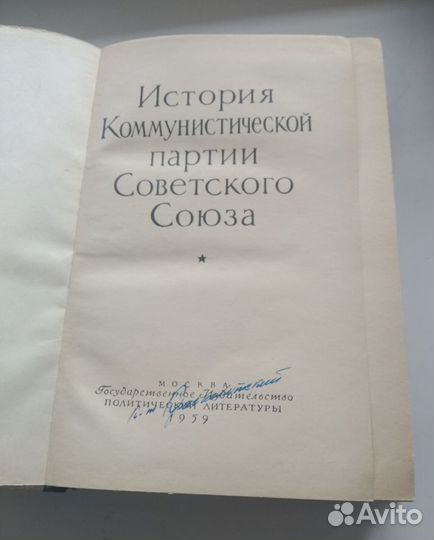 История
Коммунистической
партии
Советского
Союза
МОСКВА
Государственное Издательство
ПОЛИТИЧЕСКОЙ ЛИТЕРАТУРЫ
1959
Avito